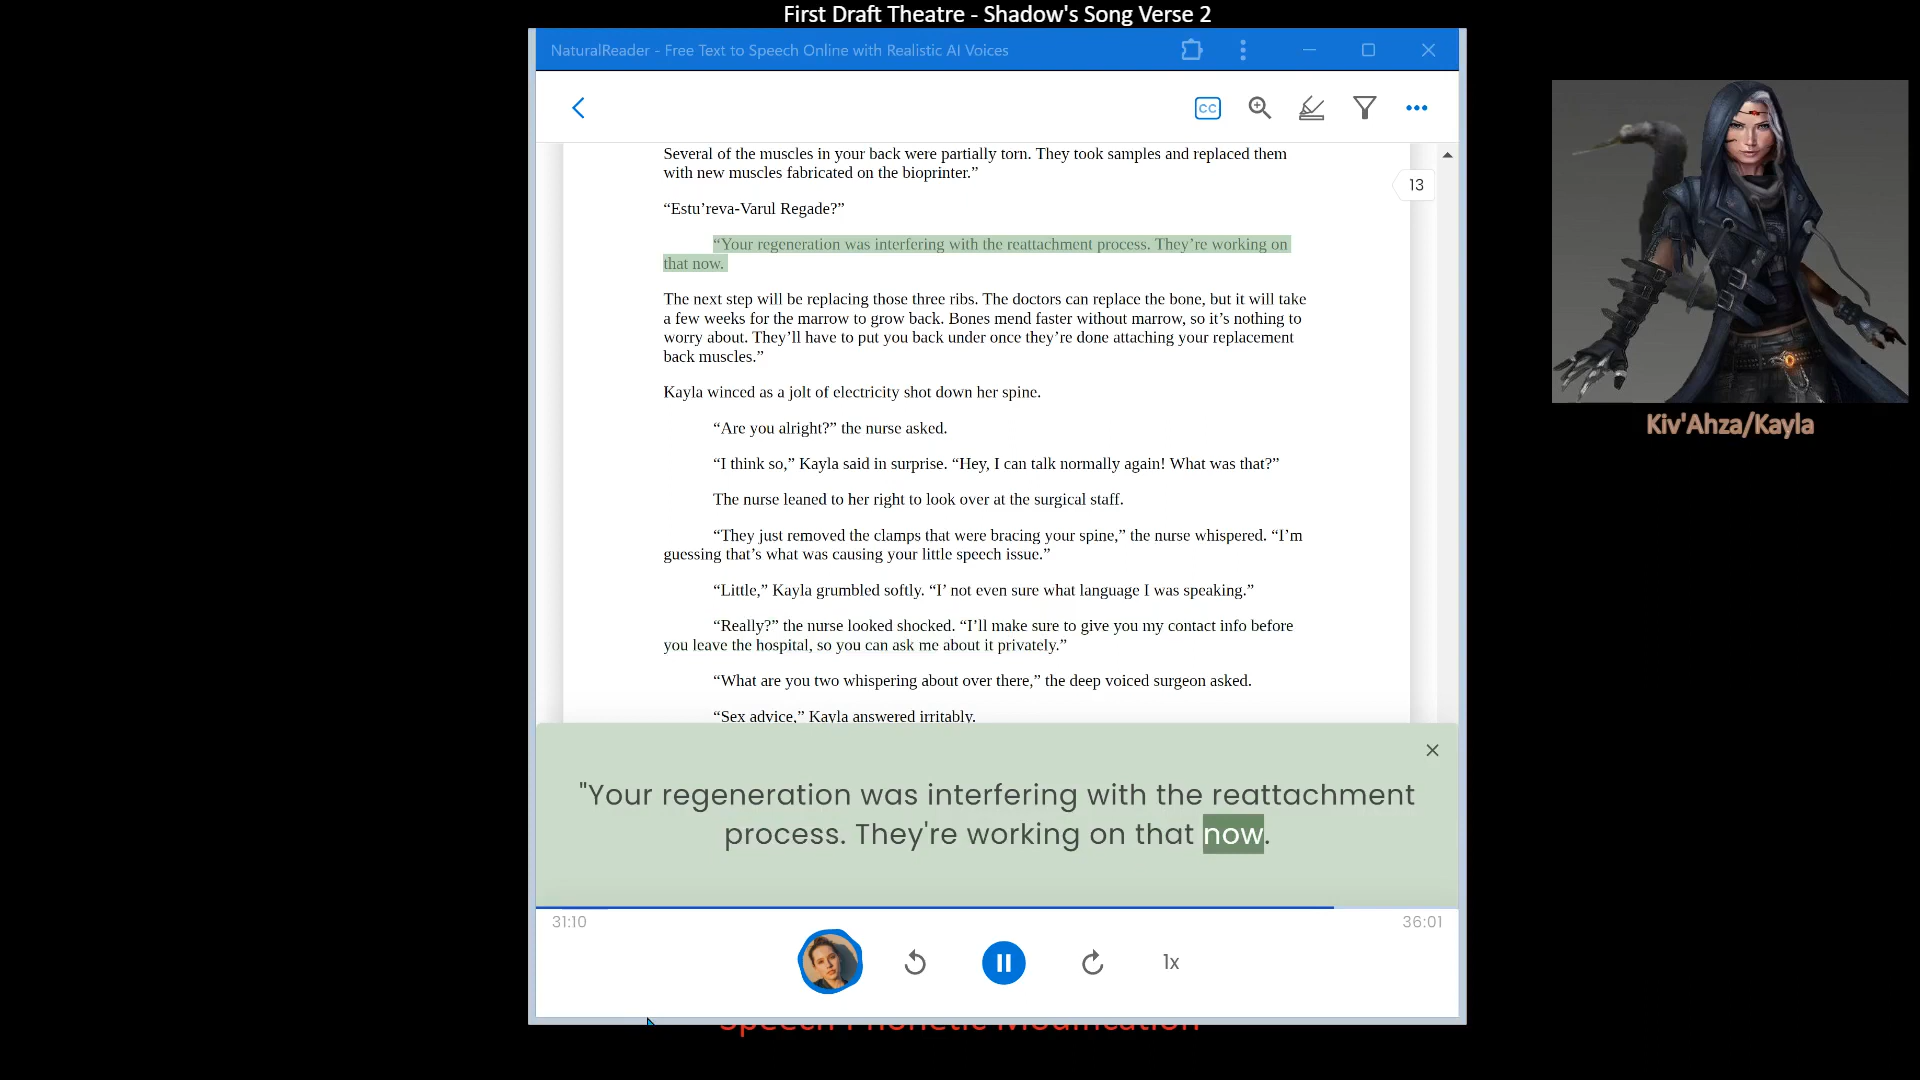 First Draft Theatre - Shadow's Song Verse 2
NaturalReader - Free Text to Speech Online with Realistic AI Voices
CC
Several of the muscles in your back were partially torn. They took samples and replaced them
with new muscles fabricated on the bioprinter.”
13
“Estu’reva-Varul Regade?”
“Your regeneration was interfering with the reattachment process. They’re working on
that now.
The next step will be replacing those three ribs. The doctors can replace the bone, but it will take
a few weeks for the marrow to grow back. Bones mend faster without marrow, so it’s nothing to
worry about. They’ll have to put you back under once they’re done attaching your replacement
back muscles.”
Kayla winced as a jolt of electricity shot down her spine.
“Are you alright?” the nurse asked.
“I think so,” Kayla said in surprise. “Hey, I can talk normally again! What was that?”
The nurse leaned to her right to look over at the surgical staff.
“They just removed the clamps that were bracing your spine,” the nurse whispered. “I’m
guessing that’s what was causing your little speech issue.”
“Little,” Kayla grumbled softly. “I’ not even sure what language I was speaking.”
“Really?” the nurse looked shocked. “I’ll make sure to give you my contact info before
you leave the hospital, so you can ask me about it privately.”
“What are you two whispering about over there,” the deep voiced surgeon asked.
“Sex advice,” Kayla answered irritably.
"Your regeneration was interfering with the reattachment
process. They're working on that now.
31:10
36:01
1x
Kiv'Ahza/Kayla
Speech Phonetic Modification